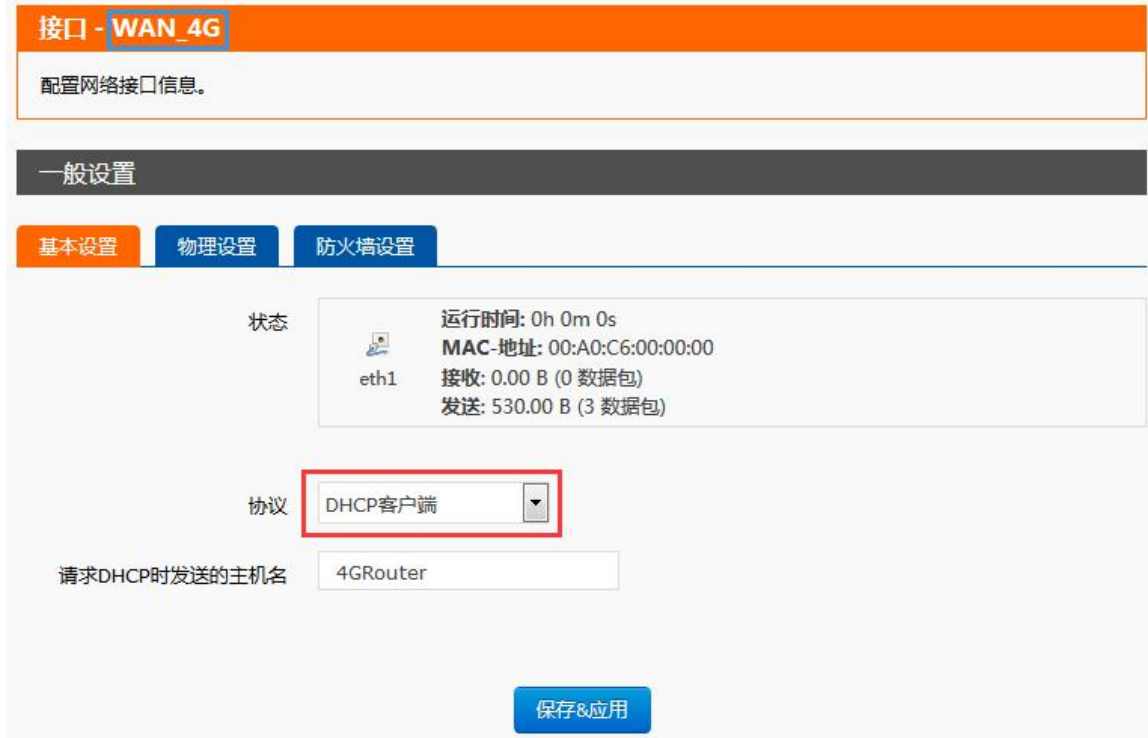 接口 - WAN_4G
配置网络接口信息。
一般设置
基本设置 物理设置 防火墙设置
状态
eth1
运行时间: 0h 0m 0s
MAC-地址: 00:A0:C6:00:00:00
接收: 0.00 B (0 数据包)
发送: 530.00 B (3 数据包)
协议 DHCP客户端
请求DHCP时发送的主机名 4GRouter
保存&应用